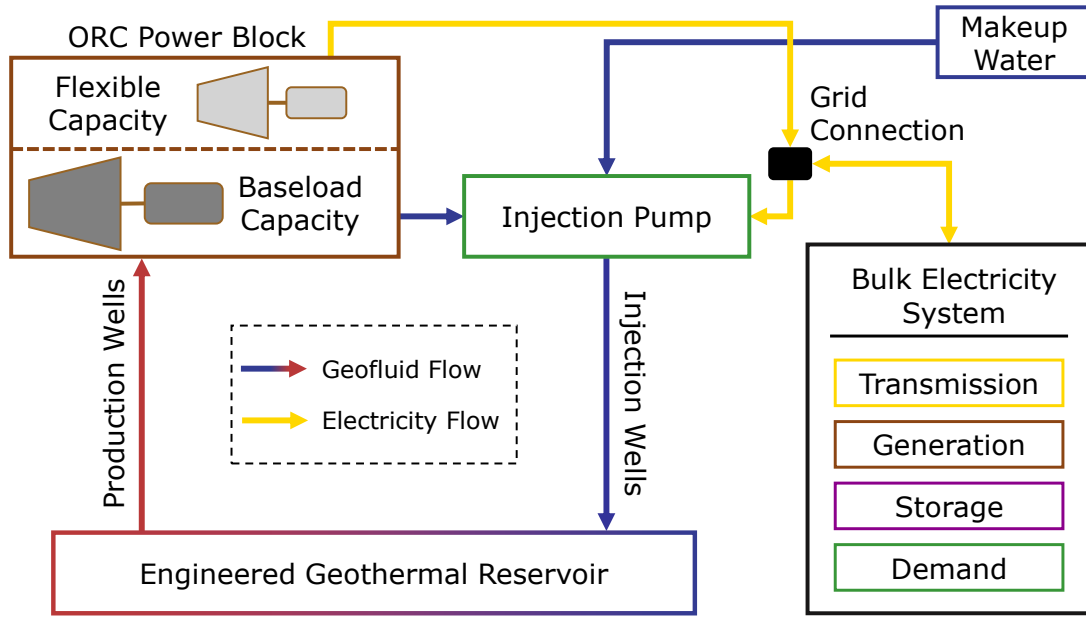 ORC Power Block
Flexible
Capacity
Baseload
Capacity
Makeup
Water
Grid
Connection
Injection Pump
Production Wells
Injection Wells
Geofluid Flow
Electricity Flow
Engineered Geothermal Reservoir
Bulk Electricity
System
Transmission
Generation
Storage
Demand